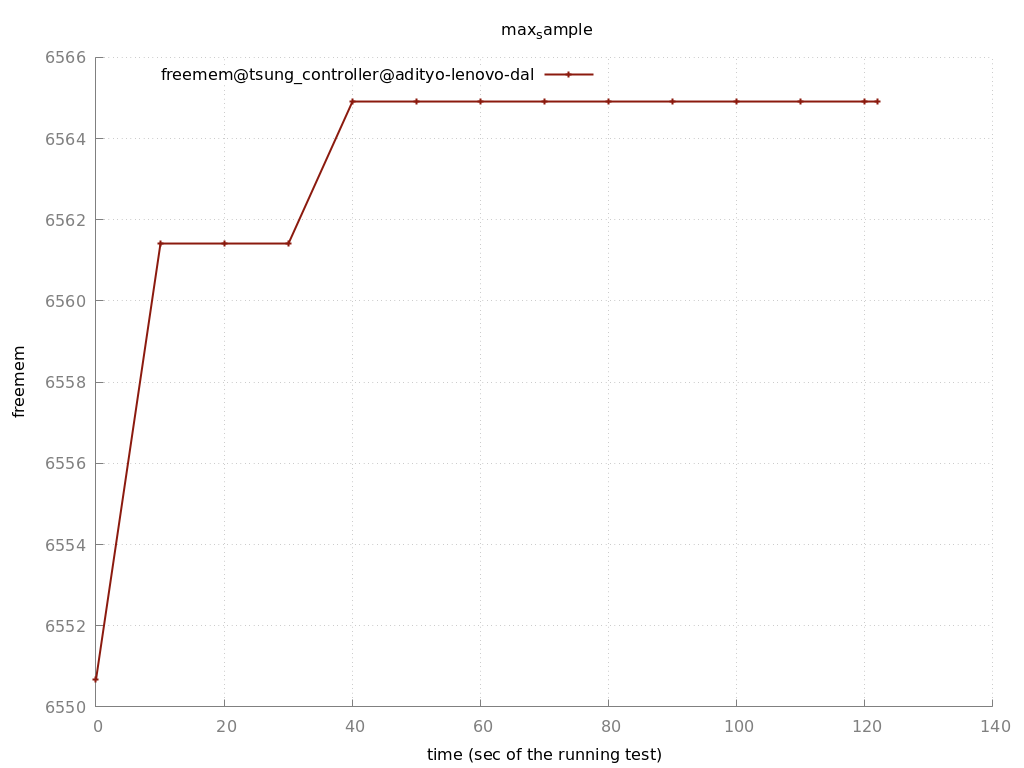 max_sample
6566
freemem@tsung_controller@adityo-lenovo-dal
6564
6562
6560
6558
freemem
6556
6554
6552
6550
0 20 40 60 80 100 120 140
time (sec of the running test)